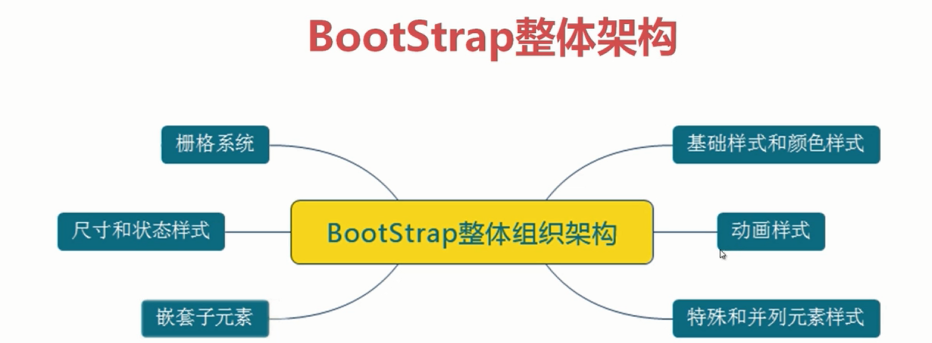 BootStrap整体架构
栅格系统
基础样式和颜色样式
尺寸和状态样式
BootStrap整体组织架构
动画样式
嵌套子元素
特殊和并列元素样式